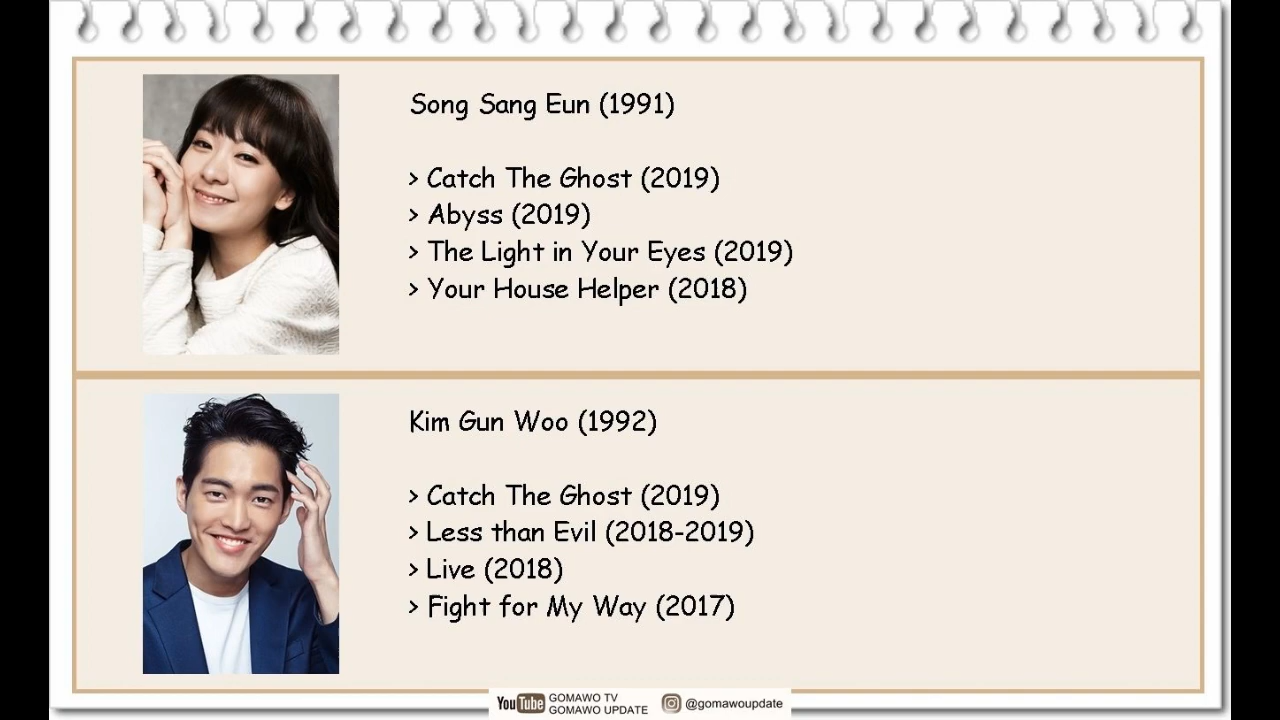 Song Sang Eun (1991)
> Catch The Ghost (2019)
> Abyss (2019)
> The Light in Your Eyes (2019)
> Your House Helper (2018)
Kim Gun Woo (1992)
> Catch The Ghost (2019)
> Less than Evil (2018-2019)
> Live (2018)
> Fight for My Way (2017)
YouTube GOMAWO TV
GOMAWO UPDATE
@gomawoupdate